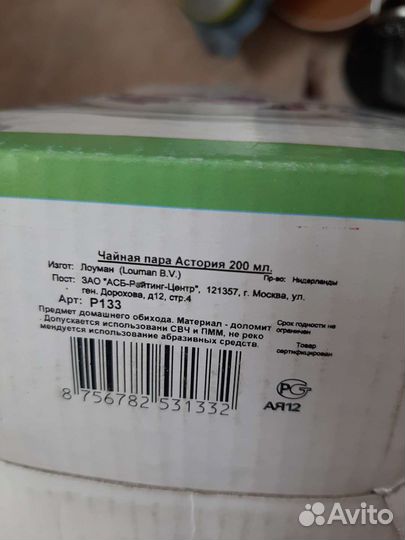 Чайная пара Астория 200 мл.
Изгот: Лоуман (Louman B.V.) Пр-во: Нидерланды
Пост: ЗАО "АСБ-Райтинг-Центр", 121357, г. Москва, ул.
ген. Дорохова, д12, стр.4
Арт: P133
Предмет домашнего обихода. Материал - доломит
Допускается использовани СВЧ и ПММ, не реко
мендуется использование абразивных средств.
Срок годности не
ограничен
Товар
сертифицирован
8 756782 531332
РСТ
АЯ12
Avito